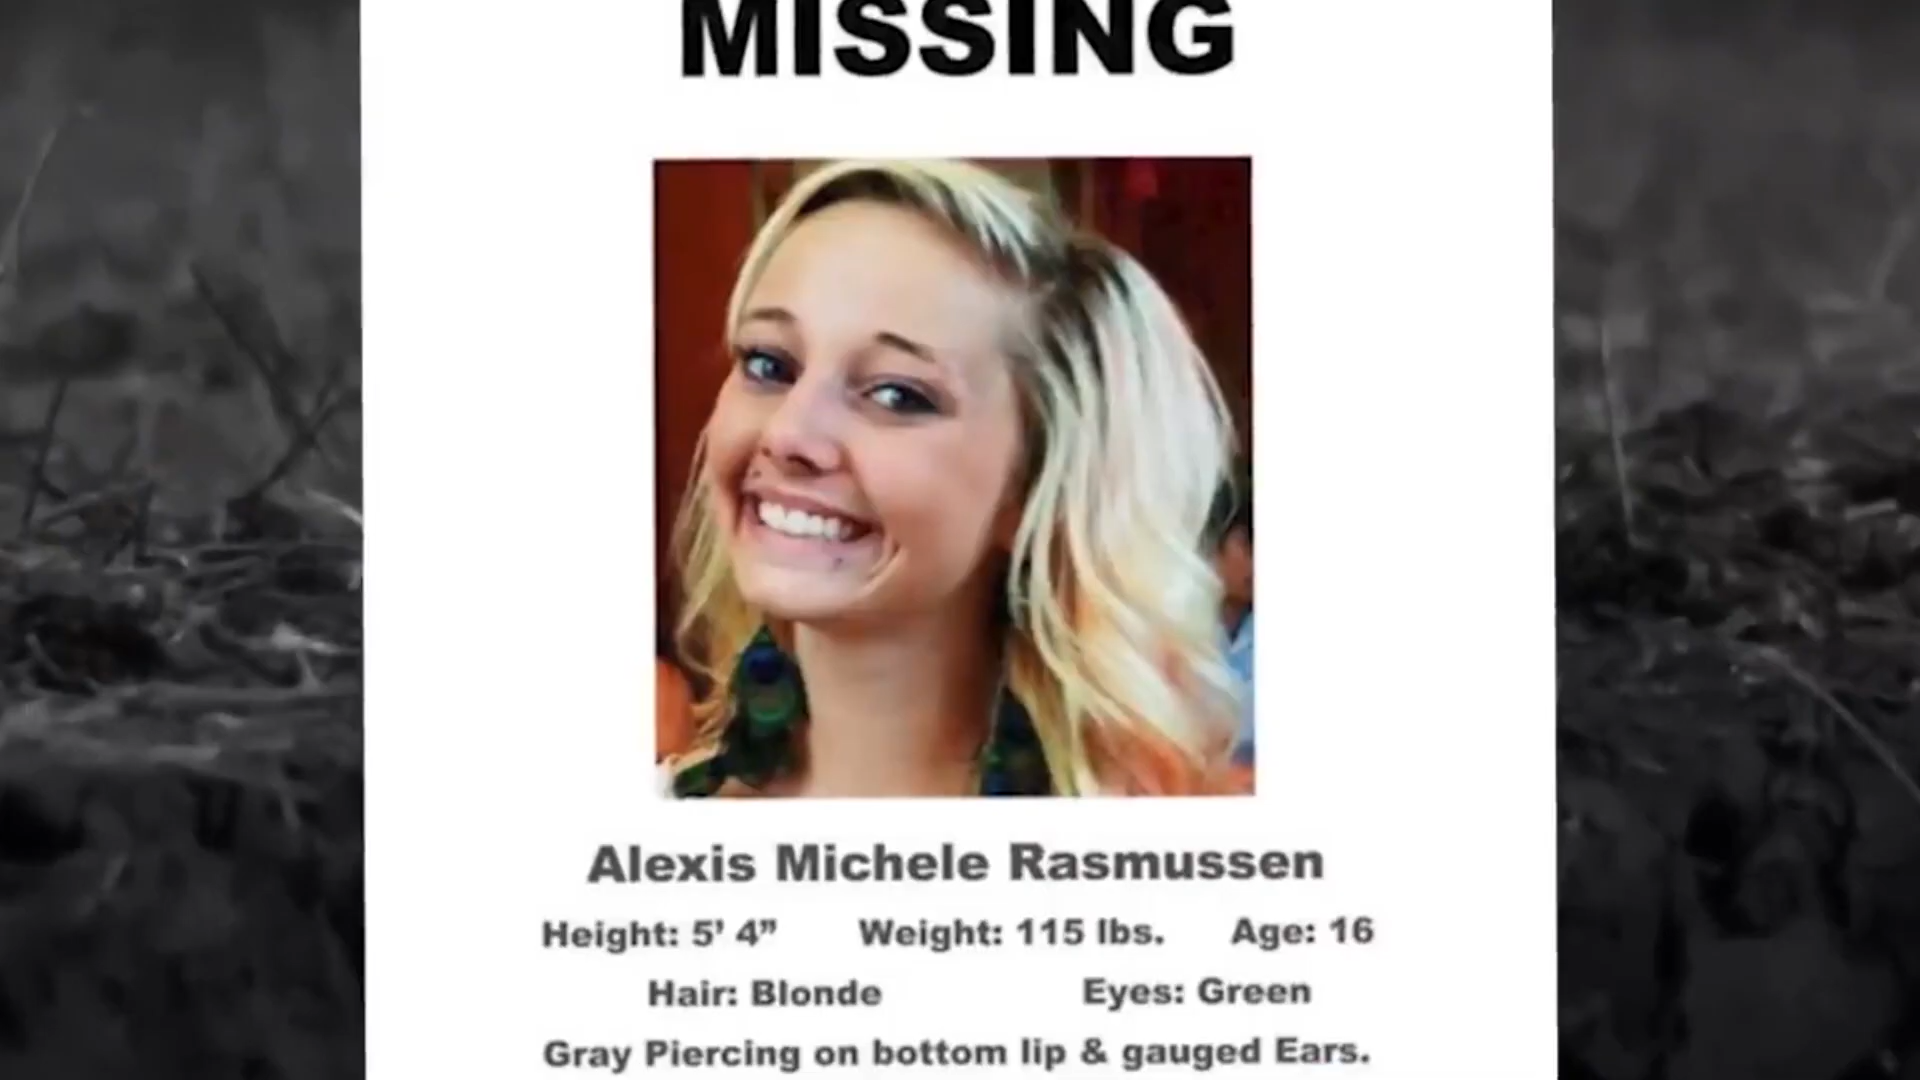 MISSING
Alexis Michele Rasmussen
Height: 5’ 4” Weight: 115 lbs. Age: 16
Hair: Blonde Eyes: Green
Gray Piercing on bottom lip & gauged Ears.